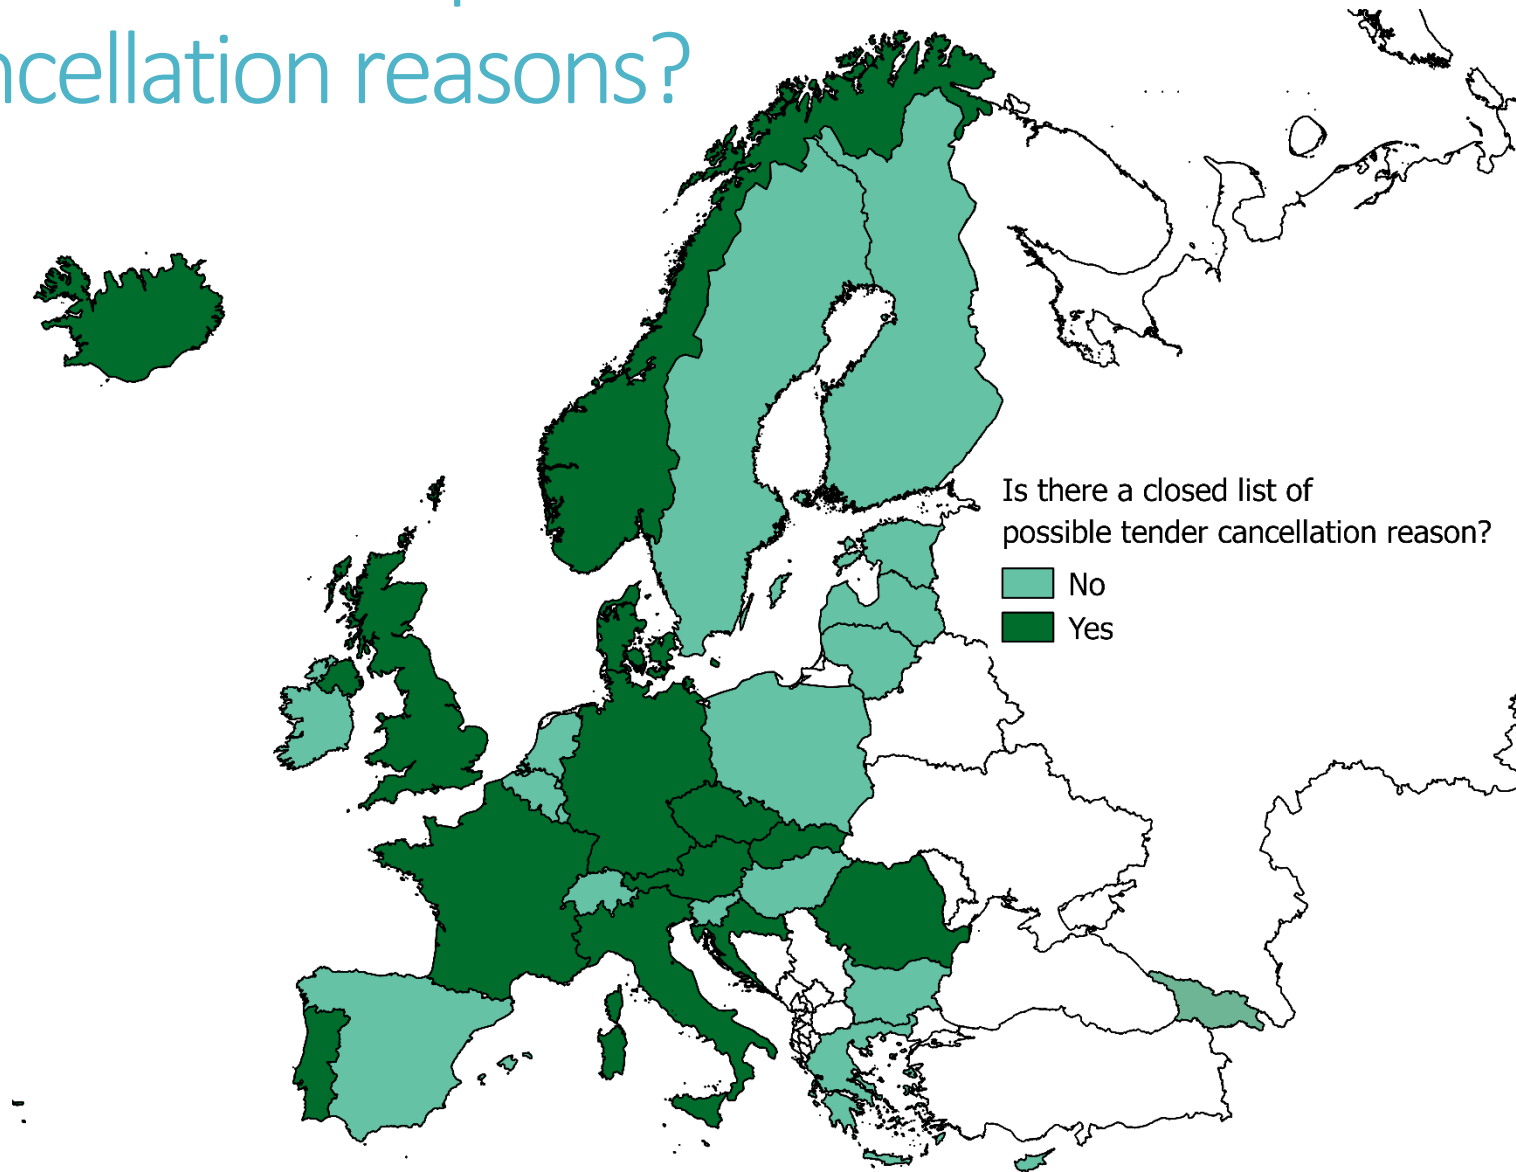 ncellation reasons?
Is there a closed list of
possible tender cancellation reason?
No
Yes